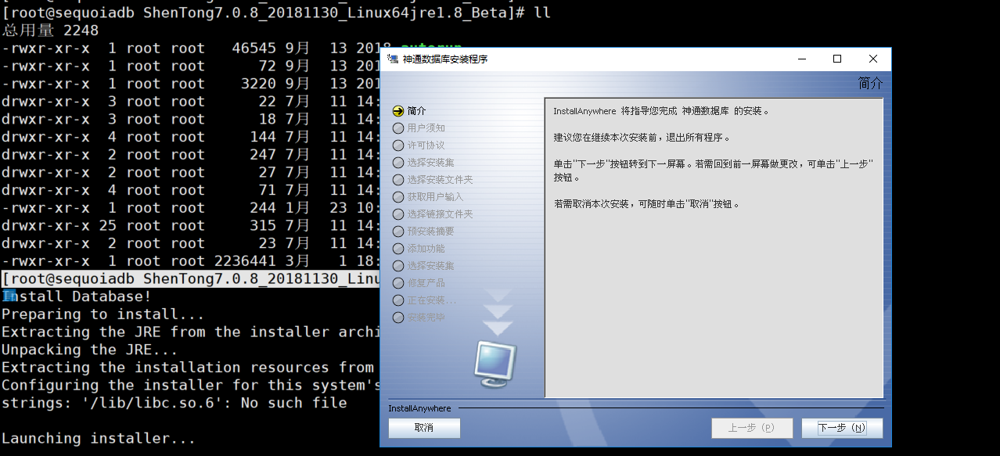 [root@sequoiadb ShenTong7.0.8_20181130_Linux64jre1.8_Beta]# ll
总用量 2248
-rwxr-xr-x 1 root root 46545 9月 13 2018 autorun
-rwxr-xr-x 1 root root 72 9月 13 201
-rwxr-xr-x 1 root root 3220 9月 13 201
drwxr-xr-x 3 root root 22 7月 11 14:
drwxr-xr-x 3 root root 18 7月 11 14:
drwxr-xr-x 4 root root 144 7月 11 14:
drwxr-xr-x 2 root root 247 7月 11 14:
drwxr-xr-x 2 root root 27 7月 11 14:
drwxr-xr-x 4 root root 71 7月 11 14:
-rwxr-xr-x 1 root root 244 1月 23 10:
drwxr-xr-x 25 root root 315 7月 11 14:
drwxr-xr-x 2 root root 23 7月 11 14:
-rwxr-xr-x 1 root root 2236441 3月 1 18:
[root@sequoiadb ShenTong7.0.8_20181130_Linu
Install Database!
Preparing to install...
Extracting the JRE from the installer archi
Unpacking the JRE...
Extracting the installation resources from
Configuring the installer for this system's
strings: '/lib/libc.so.6': No such file
Launching installer...
神通数据库安装程序
简介
简介
用户须知
许可协议
选择安装集
选择安装文件夹
获取用户输入
选择链接文件夹
预安装摘要
添加功能
选择安装集
修复产品
正在安装...
安装完毕
InstallAnywhere 将指导您完成 神通数据库 的安装。
建议您在继续本次安装前，退出所有程序。
单击"下一步"按钮转到下一屏幕。若需回到前一屏幕做更改，可单击"上一步"
按钮。
若需取消本次安装，可随时单击"取消"按钮。
InstallAnywhere
取消
上一步 (P)
下一步 (N)